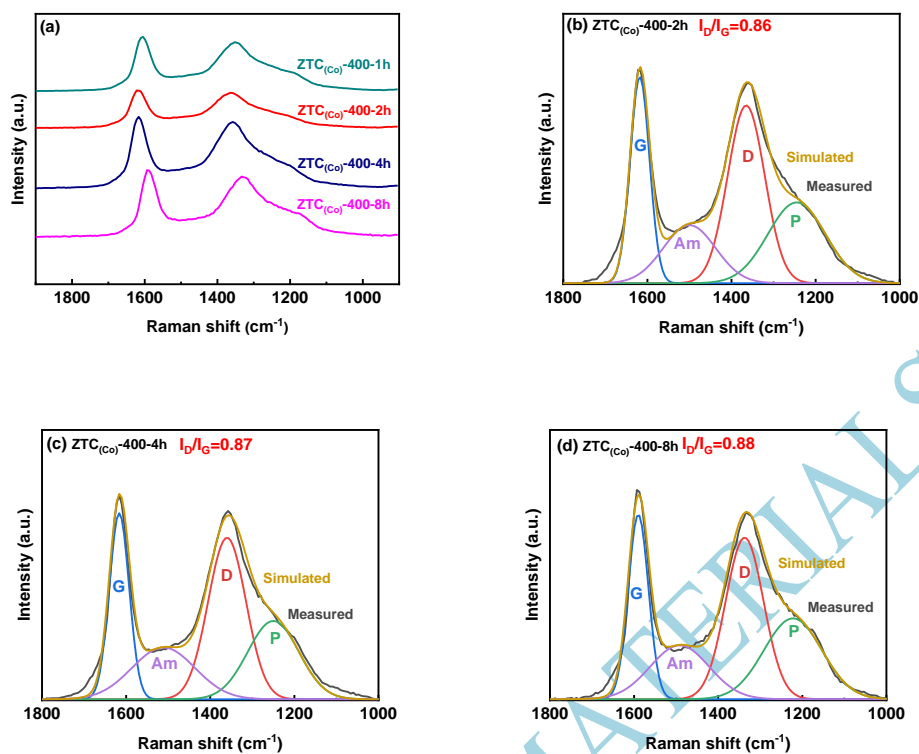 (a)
ZTC(Co)-400-1h
ZTC(Co)-400-2h
ZTC(Co)-400-4h
ZTC(Co)-400-8h
Intensity (a.u.)
1800 1600 1400 1200 1000
Raman shift (cm-1)
(b) ZTC(Co)-400-2h ID/IG=0.86
G
D
Simulated
Measured
Am
P
Intensity (a.u.)
1800 1600 1400 1200 1000
Raman shift (cm-1)
(c) ZTC(Co)-400-4h ID/IG=0.87
G
D
Simulated
Measured
Am
P
Intensity (a.u.)
1800 1600 1400 1200 1000
Raman shift (cm-1)
(d) ZTC(Co)-400-8h ID/IG=0.88
G
D
Simulated
Measured
Am
P
Intensity (a.u.)
1800 1600 1400 1200 1000
Raman shift (cm-1)
MATERIALS